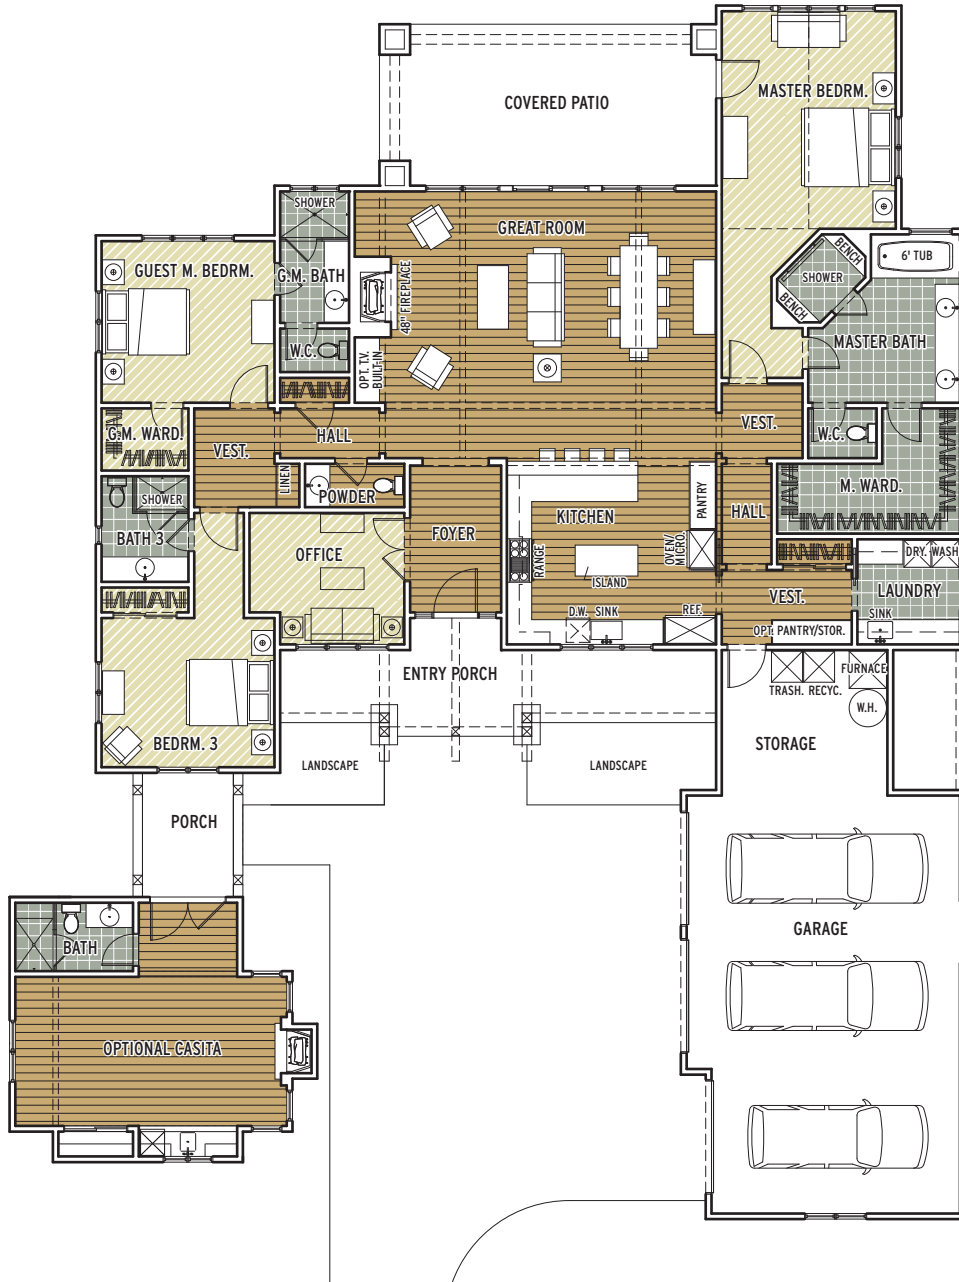 COVERED PATIO
MASTER BEDRM.
SHOWER
GREAT ROOM
GUEST M. BEDRM.
G.M. BATH
48" FIREPLACE
BENCH
SHOWER
BENCH
6' TUB
W.C.
OPT. T.V.
BUILT-IN
MASTER BATH
G.M. WARD.
VEST.
HALL
VEST.
W.C.
LINEN
POWDER
SHOWER
BATH 3
OFFICE
FOYER
KITCHEN
PANTRY
HALL
M. WARD.
RANGE
OVEN/
MICRO.
ISLAND
DRY.
WASH
LAUNDRY
VEST.
D.W.
SINK
REF.
SINK
OPT. PANTRY/STOR.
ENTRY PORCH
TRASH.
RECYC.
FURNACE
W.H.
BEDRM. 3
STORAGE
LANDSCAPE
LANDSCAPE
PORCH
GARAGE
BATH
OPTIONAL CASITA